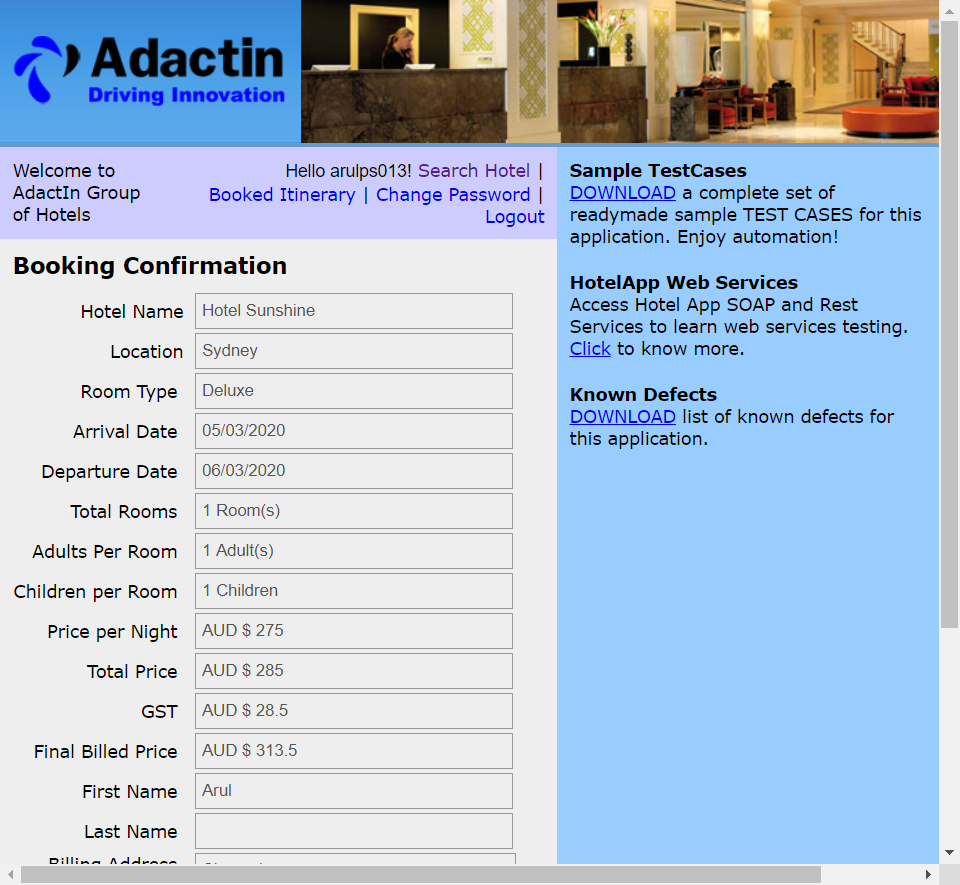 Adactin
Driving Innovation
Welcome to
AdactIn Group
of Hotels
Hello arulps013! Search Hotel |
Booked Itinerary | Change Password |
Logout
Booking Confirmation
Hotel Name Hotel Sunshine
Location Sydney
Room Type Deluxe
Arrival Date 05/03/2020
Departure Date 06/03/2020
Total Rooms 1 Room(s)
Adults Per Room 1 Adult(s)
Children per Room 1 Children
Price per Night AUD $ 275
Total Price AUD $ 285
GST AUD $ 28.5
Final Billed Price AUD $ 313.5
First Name Arul
Last Name
Billing Address
Sample TestCases
DOWNLOAD a complete set of
readymade sample TEST CASES for this
application. Enjoy automation!
HotelApp Web Services
Access Hotel App SOAP and Rest
Services to learn web services testing.
Click to know more.
Known Defects
DOWNLOAD list of known defects for
this application.